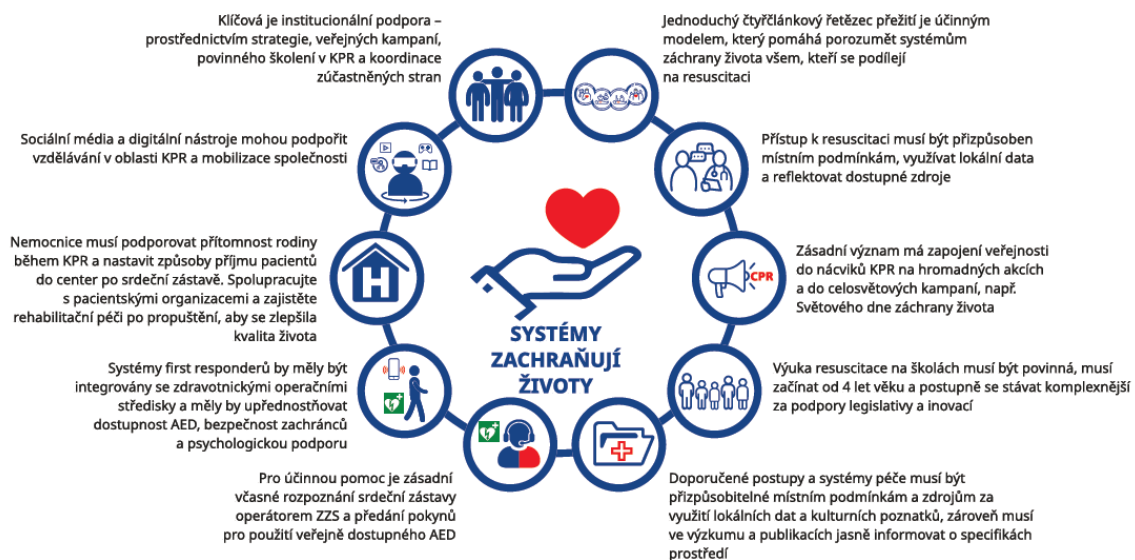 Klíčová je institucionální podpora –
prostřednictvím strategie, veřejných kampaní,
povinného školení v KPR a koordinace
zúčastněných stran
Jednoduchý čtyřčlánkový řetězec přežití je účinným
modelem, který pomáhá porozumět systémům
záchrany života všem, kteří se podílejí
na resuscitaci
Sociální média a digitální nástroje mohou podpořit
vzdělávání v oblasti KPR a mobilizace společnosti
Přístup k resuscitaci musí být přizpůsoben
místním podmínkám, využívat lokální data
a reflektovat dostupné zdroje
Nemocnice musí podporovat přítomnost rodiny
během KPR a nastavit způsoby příjmu pacientů
do center po srdeční zástavě. Spolupracujte
s pacientskými organizacemi a zajistěte
rehabilitační péči po propuštění, aby se zlepšila
kvalita života
H
Zásadní význam má zapojení veřejnosti
do nácviků KPR na hromadných akcích
a do celosvětových kampaní, např.
Světového dne záchrany života
CPR
SYSTÉMY
ZACHRAŇUJÍ
ŽIVOTY
Systémy first responderů by měly být
integrovány se zdravotnickými operačními
středisky a měly by upřednostňovat
dostupnost AED, bezpečnost zachránců
a psychologickou podporu
Výuka resuscitace na školách musí být povinná, musí
začínat od 4 let věku a postupně se stávat komplexnější
za podpory legislativy a inovací
Pro účinnou pomoc je zásadní
včasné rozpoznání srdeční zástavy
operátorem ZZS a předání pokynů
pro použití veřejně dostupného AED
Doporučené postupy a systémy péče musí být
přizpůsobitelné místním podmínkám a zdrojům za
využití lokálních dat a kulturních poznatků, zároveň musí
ve výzkumu a publikacích jasně informovat o specifikách
prostředí